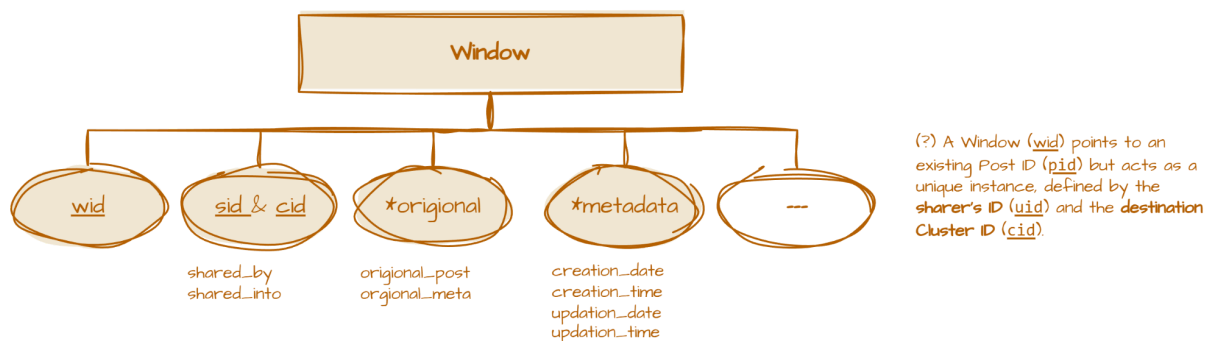 Window
wid
sid & cid
*origional
*metadata
---
shared_by
shared_into
origional_post
orgional_meta
creation_date
creation_time
updation_date
updation_time
(?) A Window (wid) points to an
existing Post ID (pid) but acts as a
unique instance, defined by the
sharer's ID (uid) and the destination
Cluster ID (cid).